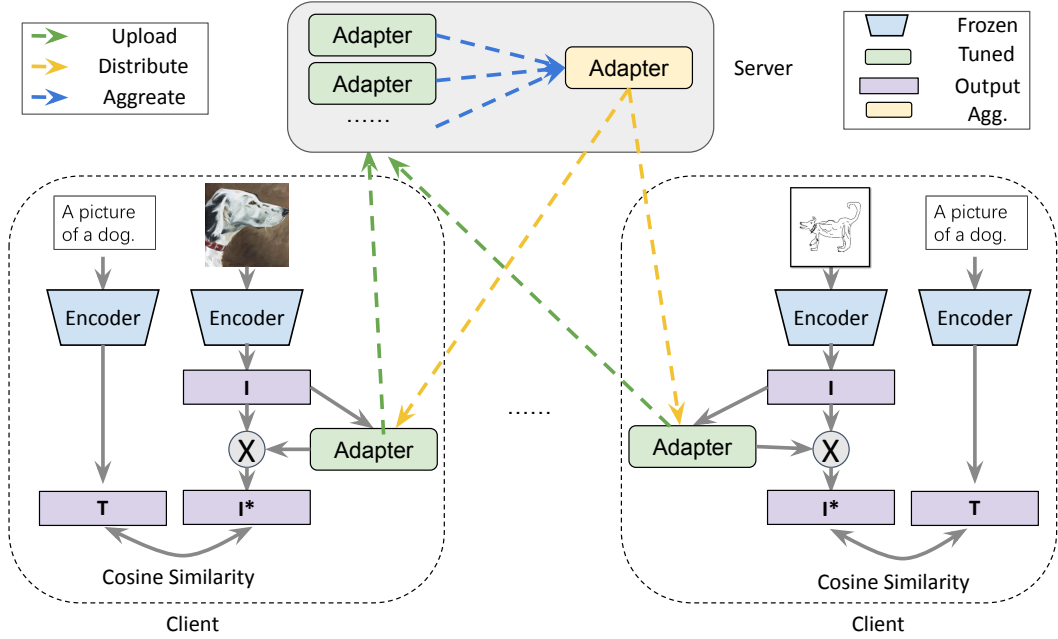 Upload
Distribute
Aggreate
Adapter
Adapter
......
Adapter
Server
Frozen
Tuned
Output
Agg.
A picture
of a dog.
Encoder
Encoder
I
X
Adapter
T
I*
Cosine Similarity
Client
......
A picture
of a dog.
Encoder
Encoder
I
Adapter
X
I*
T
Cosine Similarity
Client